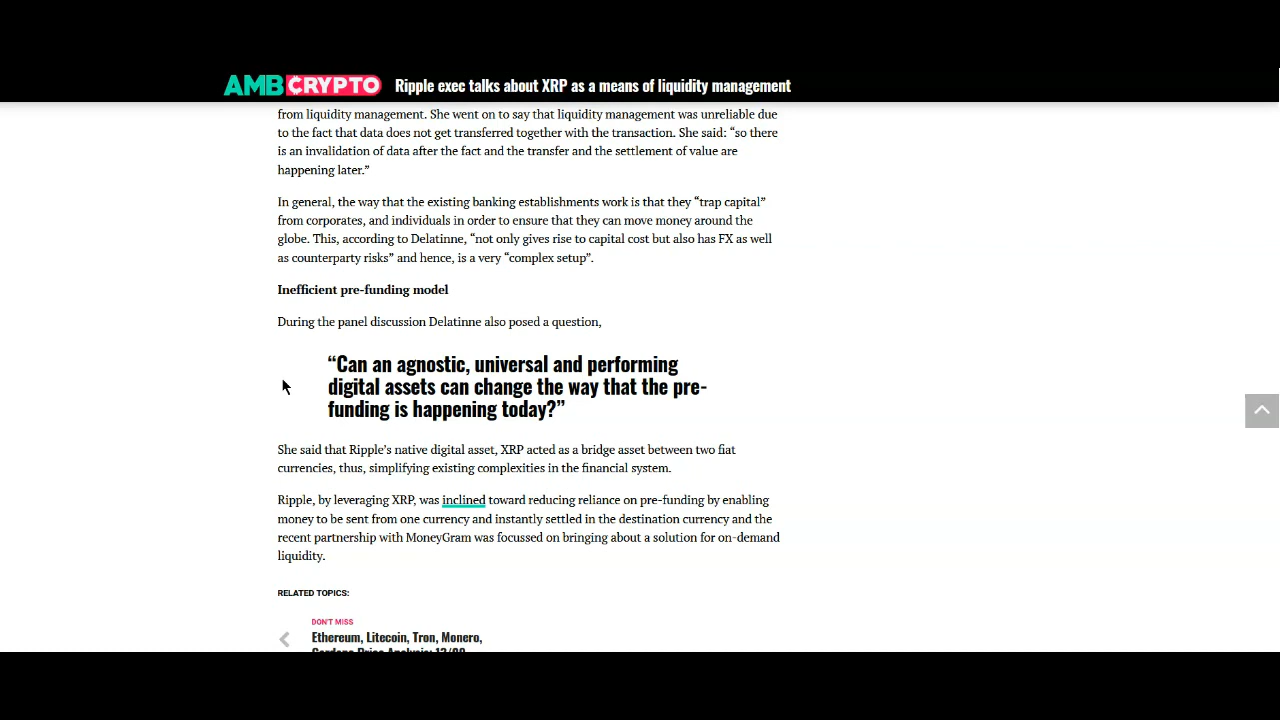 AMBCRYPTO Ripple exec talks about XRP as a means of liquidity management
from liquidity management. She went on to say that liquidity management was unreliable due
to the fact that data does not get transferred together with the transaction. She said: “so there
is an invalidation of data after the fact and the transfer and the settlement of value are
happening later.”
In general, the way that the existing banking establishments work is that they “trap capital”
from corporates, and individuals in order to ensure that they can move money around the
globe. This, according to Delatinne, “not only gives rise to capital cost but also has FX as well
as counterparty risks” and hence, is a very “complex setup”.
Inefficient pre-funding model
During the panel discussion Delatinne also posed a question,
“Can an agnostic, universal and performing
digital assets can change the way that the pre-
funding is happening today?”
She said that Ripple’s native digital asset, XRP acted as a bridge asset between two fiat
currencies, thus, simplifying existing complexities in the financial system.
Ripple, by leveraging XRP, was inclined toward reducing reliance on pre-funding by enabling
money to be sent from one currency and instantly settled in the destination currency and the
recent partnership with MoneyGram was focussed on bringing about a solution for on-demand
liquidity.
RELATED TOPICS:
DON'T MISS
Ethereum, Litecoin, Tron, Monero,